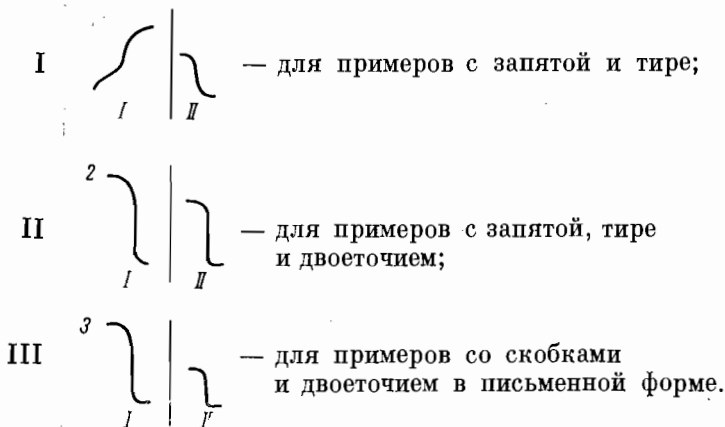 I — для примеров с запятой и тире;
I II
2
II — для примеров с запятой, тире
и двоеточием;
I II
3
III — для примеров со скобками
и двоеточием в письменной форме.
I I'